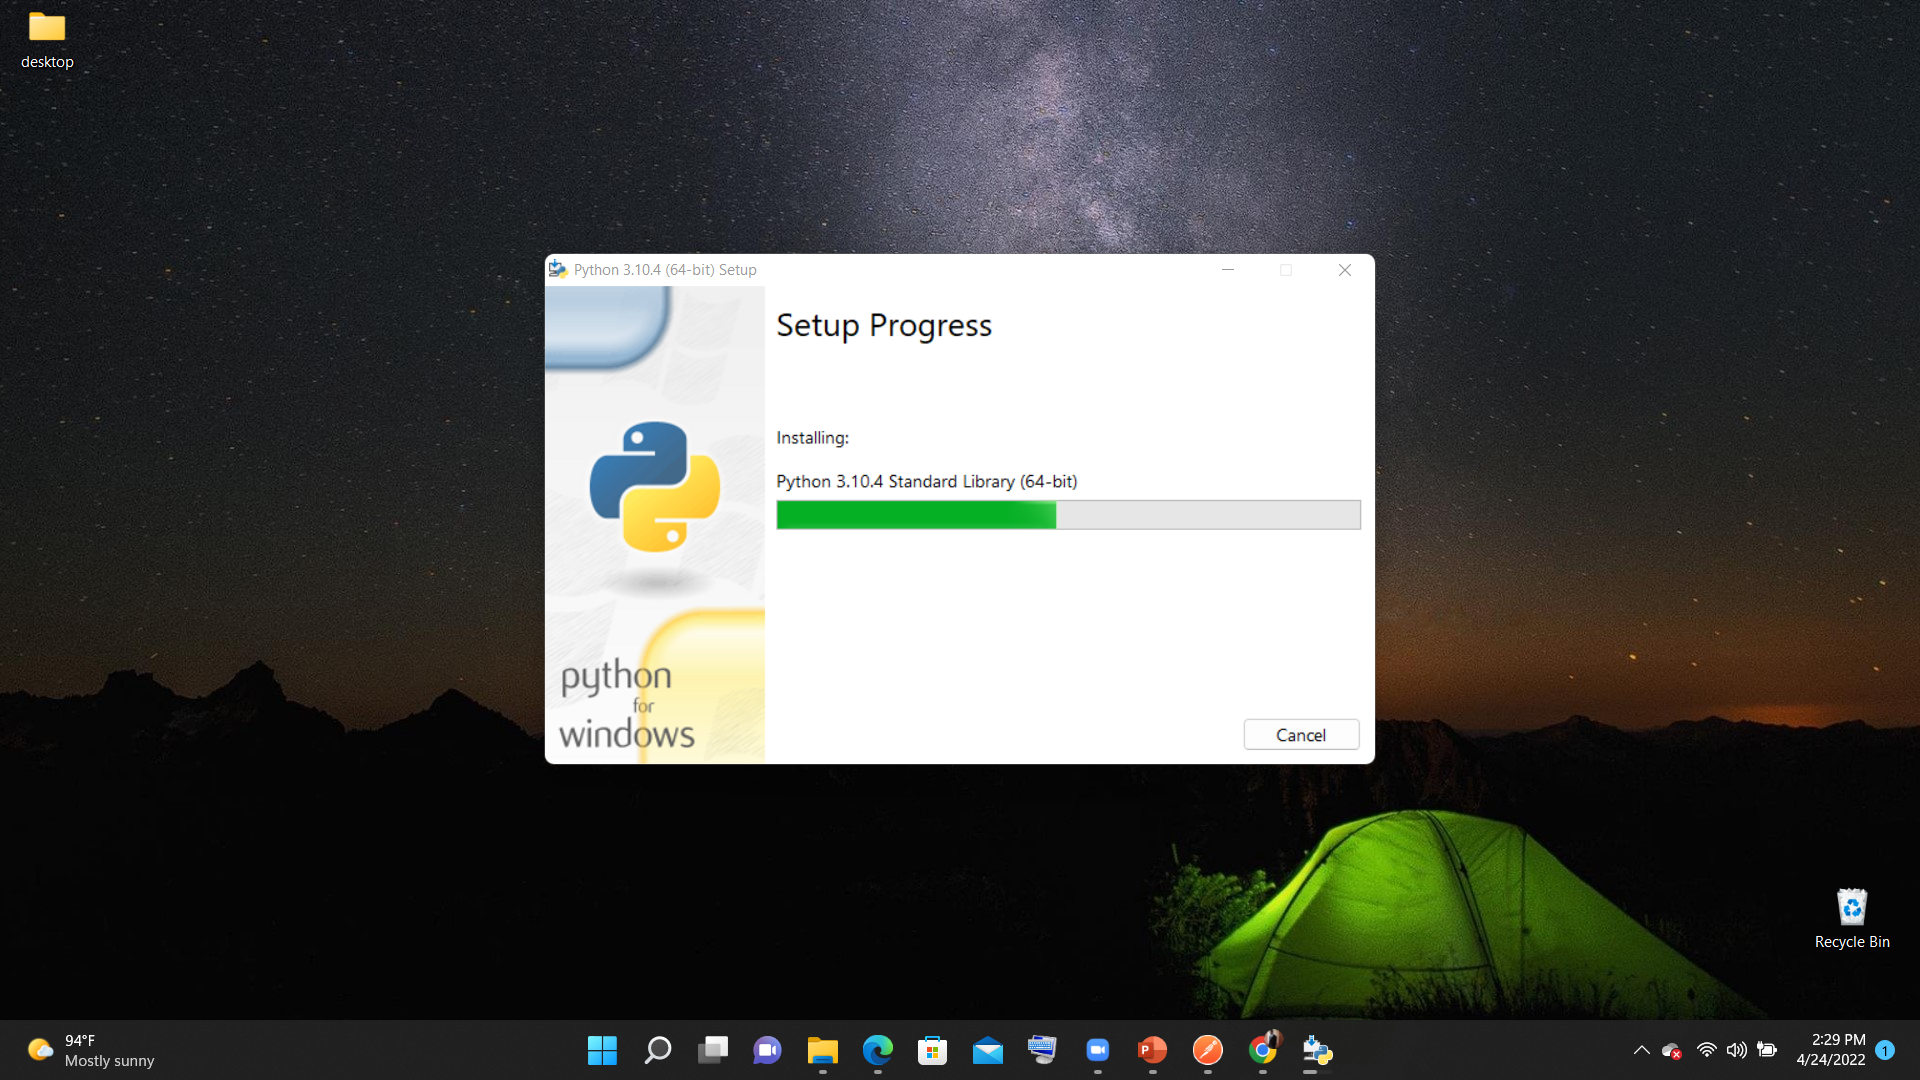 desktop
Python 3.10.4 (64-bit) Setup
Setup Progress
Installing:
Python 3.10.4 Standard Library (64-bit)
python
for
windows
Cancel
Recycle Bin
94°F
Mostly sunny
P
2:29 PM
4/24/2022
1